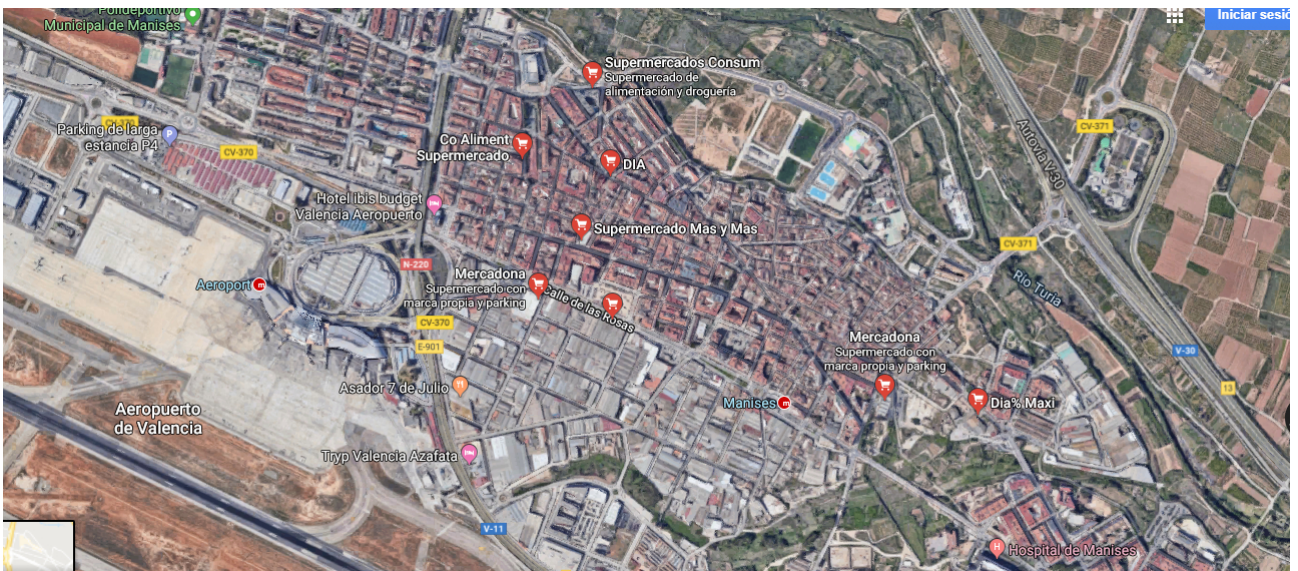 Polideportivo
Municipal de Manises
Iniciar sesió
Supermercados Consum
Supermercado de
alimentación y droguería
CV-370
Parking de larga
estancia P4
CV-370
Co Aliment
Supermercado
DIA
CV-371
Autovía V-30
Hotel ibis budget
Valencia Aeropuerto
Supermercado Mas y Mas
CV-371
N-220
Aeroport
m
Mercadona
Supermercado con
marca propia y parking
Calle de las Rosas
Río Turia
CV-370
E-901
Mercadona
Supermercado con
marca propia y parking
V-30
13
Asador 7 de Julio
Manises
m
Dia% Maxi
Aeropuerto
de Valencia
Tryp Valencia Azafata
V-11
H
Hospital de Manises
P